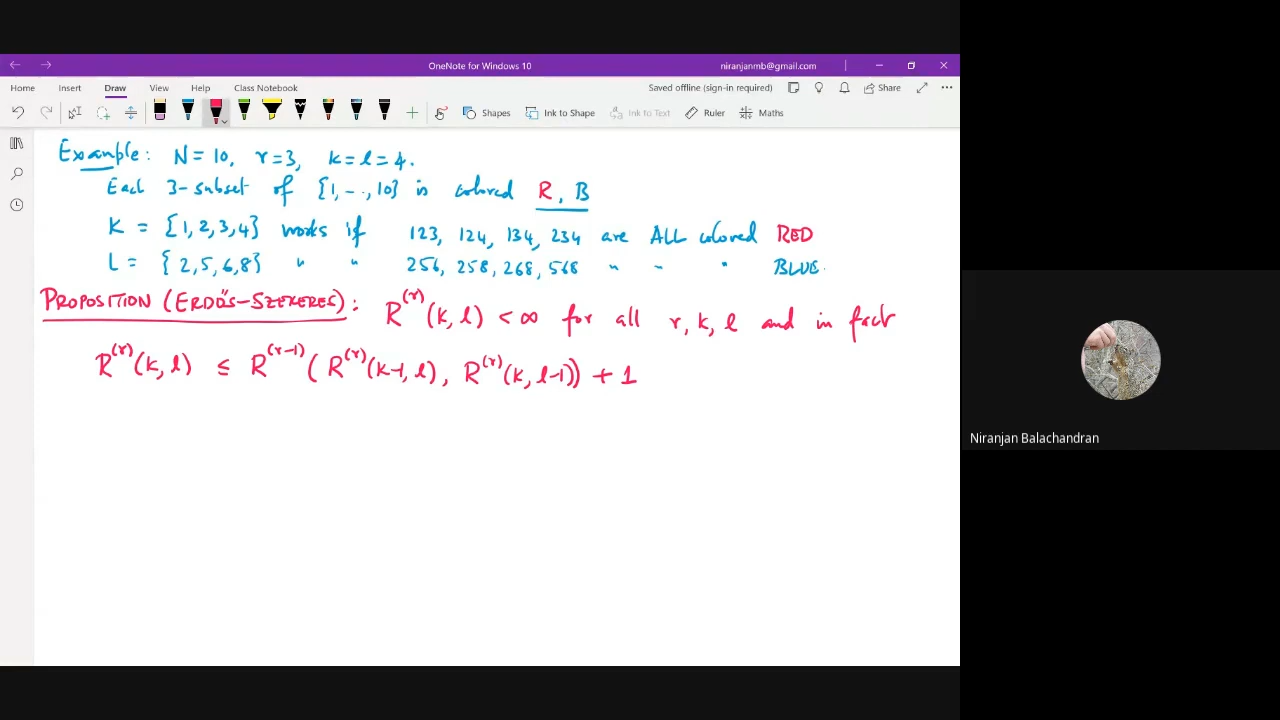 OneNote for Windows 10
niranjanmb@gmail.com
Home Insert Draw View Help Class Notebook
Saved offline (sign-in required)
Share
Shapes Ink to Shape Ink to Text Ruler Maths
Example: N = 10, r = 3, k = l = 4.
Each 3-subset of {1, -.., 10} is colored R, B
K = {1, 2, 3, 4} works if 123, 124, 134, 234 are ALL colored RED
L = {2, 5, 6, 8} " " 256, 258, 268, 568 " " " BLUE.
PROPOSITION (ERDŐS-SZEKERES): R^(r)(k, l) < ∞ for all r, k, l and in fact
R^(r)(k, l) ≤ R^(r-1)( R^(r)(k-1, l), R^(r)(k, l-1)) + 1
Niranjan Balachandran